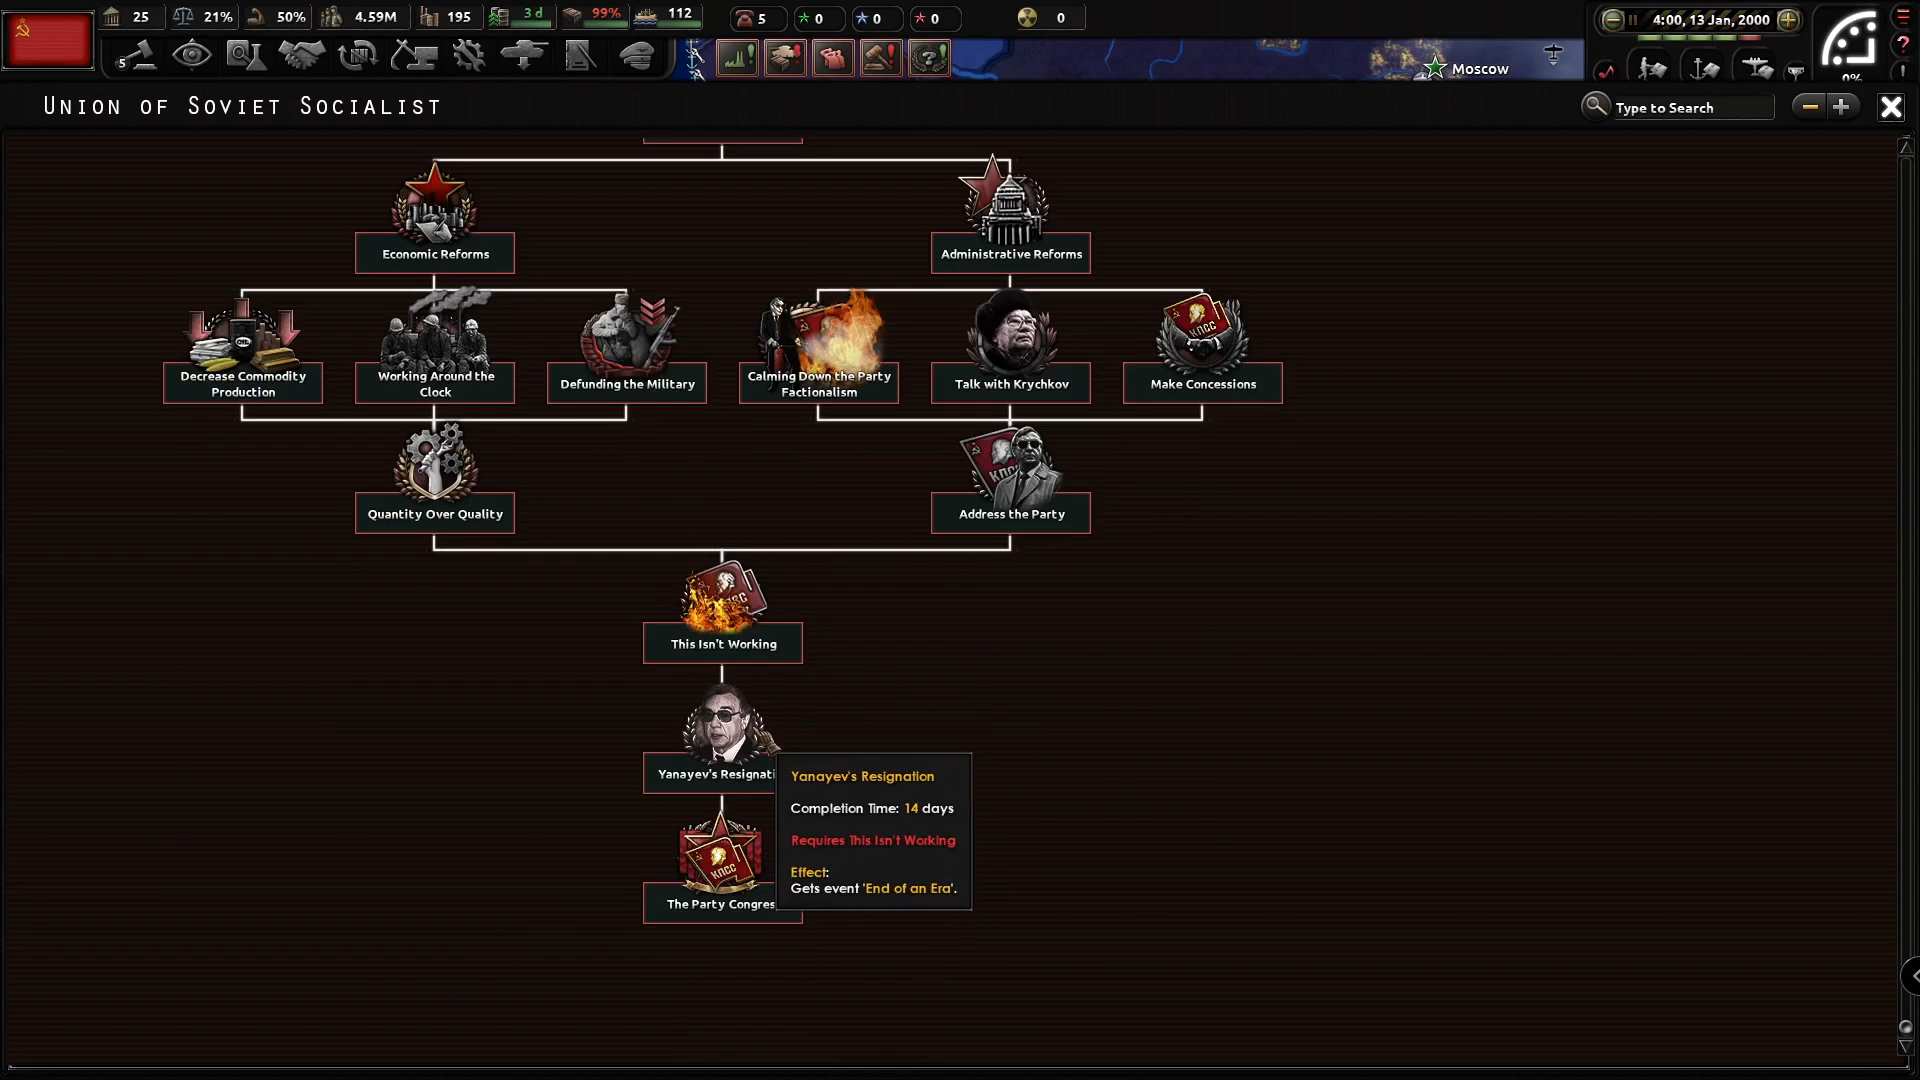 25 21% 50% 4.59M 195 3 d 99% 112 5 0 0 0 0 4:00, 13 Jan, 2000
5
Moscow
0%
Union of Soviet Socialist
Type to Search
Economic Reforms
Administrative Reforms
OIL
КПСС
Decrease Commodity
Production
Working Around the
Clock
Defunding the Military
Calming Down the Party
Factionalism
Talk with Krychkov
Make Concessions
Quantity Over Quality
Address the Party
This Isn't Working
Yanayev's Resignati
Yanayev's Resignation
Completion Time: 14 days
Requires This Isn't Working
Effect:
Gets event 'End of an Era'.
КПСС
The Party Congres